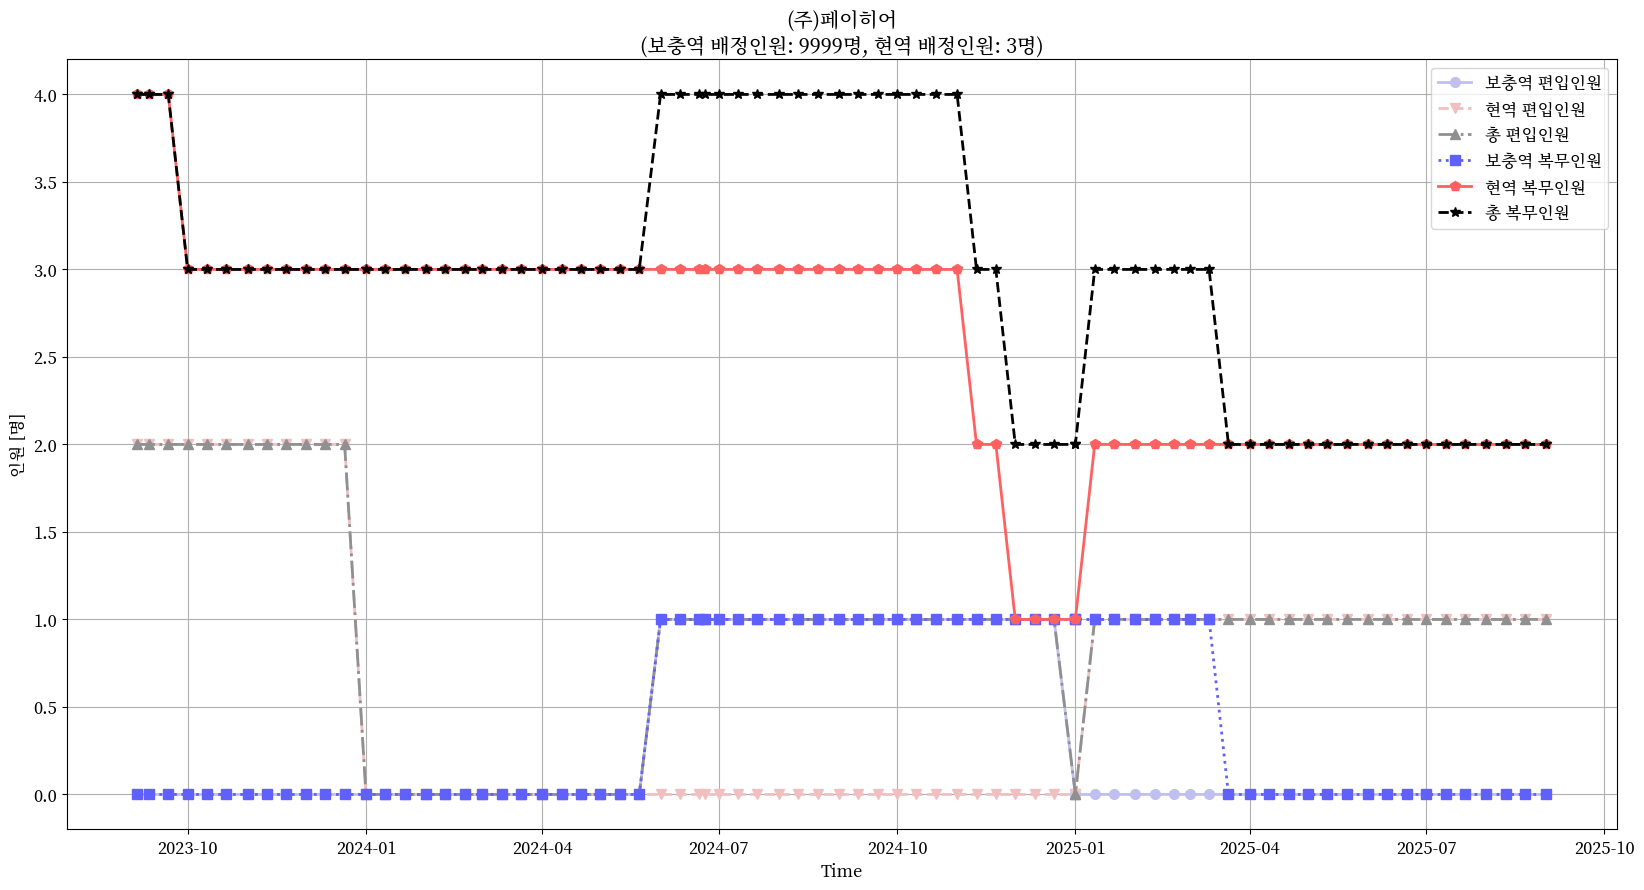 (주)페이히어
(보충역 배정인원: 9999명, 현역 배정인원: 3명)
보충역 편입인원
현역 편입인원
총 편입인원
보충역 복무인원
현역 복무인원
총 복무인원
인원 [명]
4.0
3.5
3.0
2.5
2.0
1.5
1.0
0.5
0.0
2023-10 2024-01 2024-04 2024-07 2024-10 2025-01 2025-04 2025-07 2025-10
Time